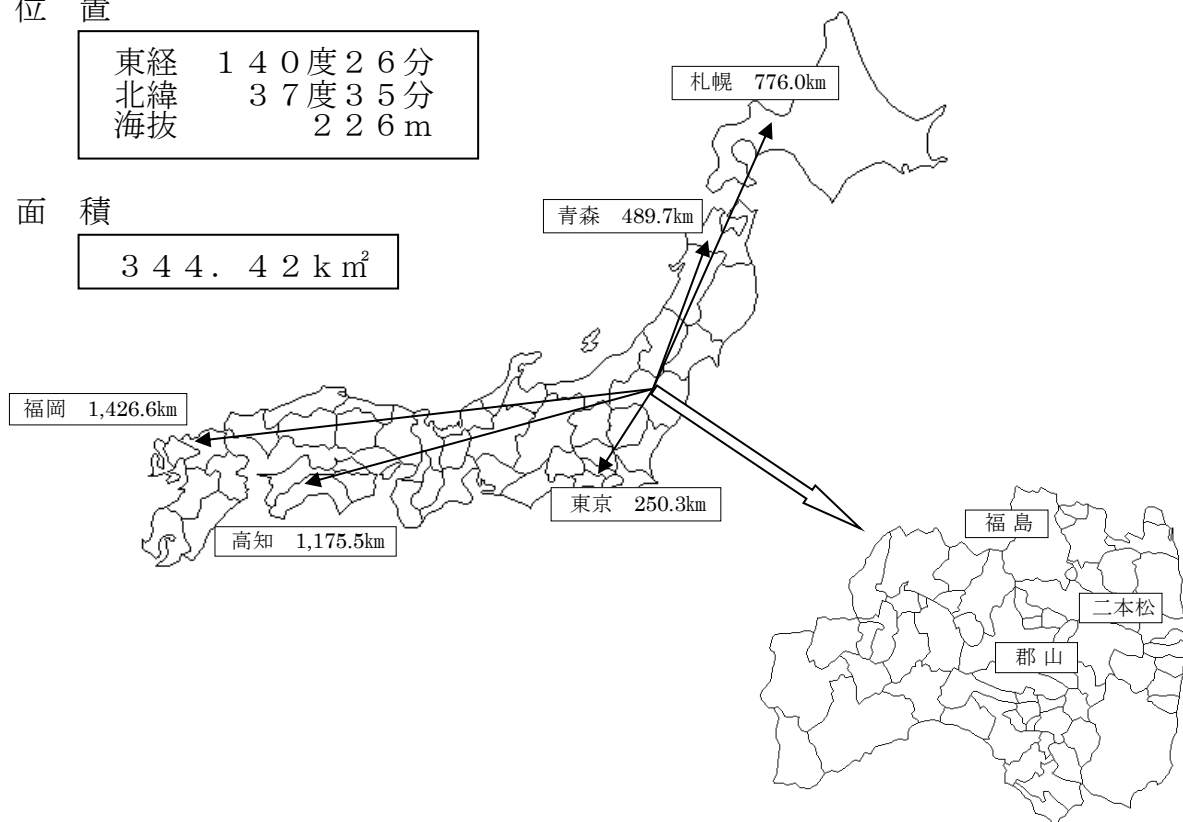 位　置
東経　１４０度２６分
北緯　　３７度３５分
海抜　　　　２２６ｍ
面　積
３４４．４２ｋ㎡
札幌　776.0㎞
青森　489.7㎞
福岡　1,426.6㎞
東京　250.3㎞
高知　1,175.5㎞
福 島
二本松
郡 山